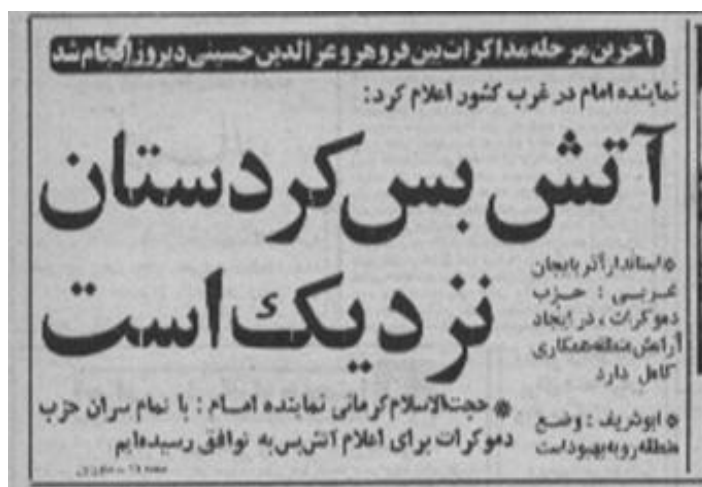 آخرین مرحله مذاکرات بین فروهر و عزالدین حسینی دیروز انجام شد
نماینده امام در غرب کشور اعلام کرد:
آتش بس کردستان
نزدیک است
* استاندار آذربایجان
غربی : حزب
دموکرات، در ایجاد
آرامش منطقه همکاری
کامل دارد
* ابوشریف : وضع
منطقه رو به بهبود است
* حجت‌الاسلام کرمانی نماینده امام : با تمام سران حزب
دموکرات برای اعلام آتش‌بس به توافق رسیده‌ایم